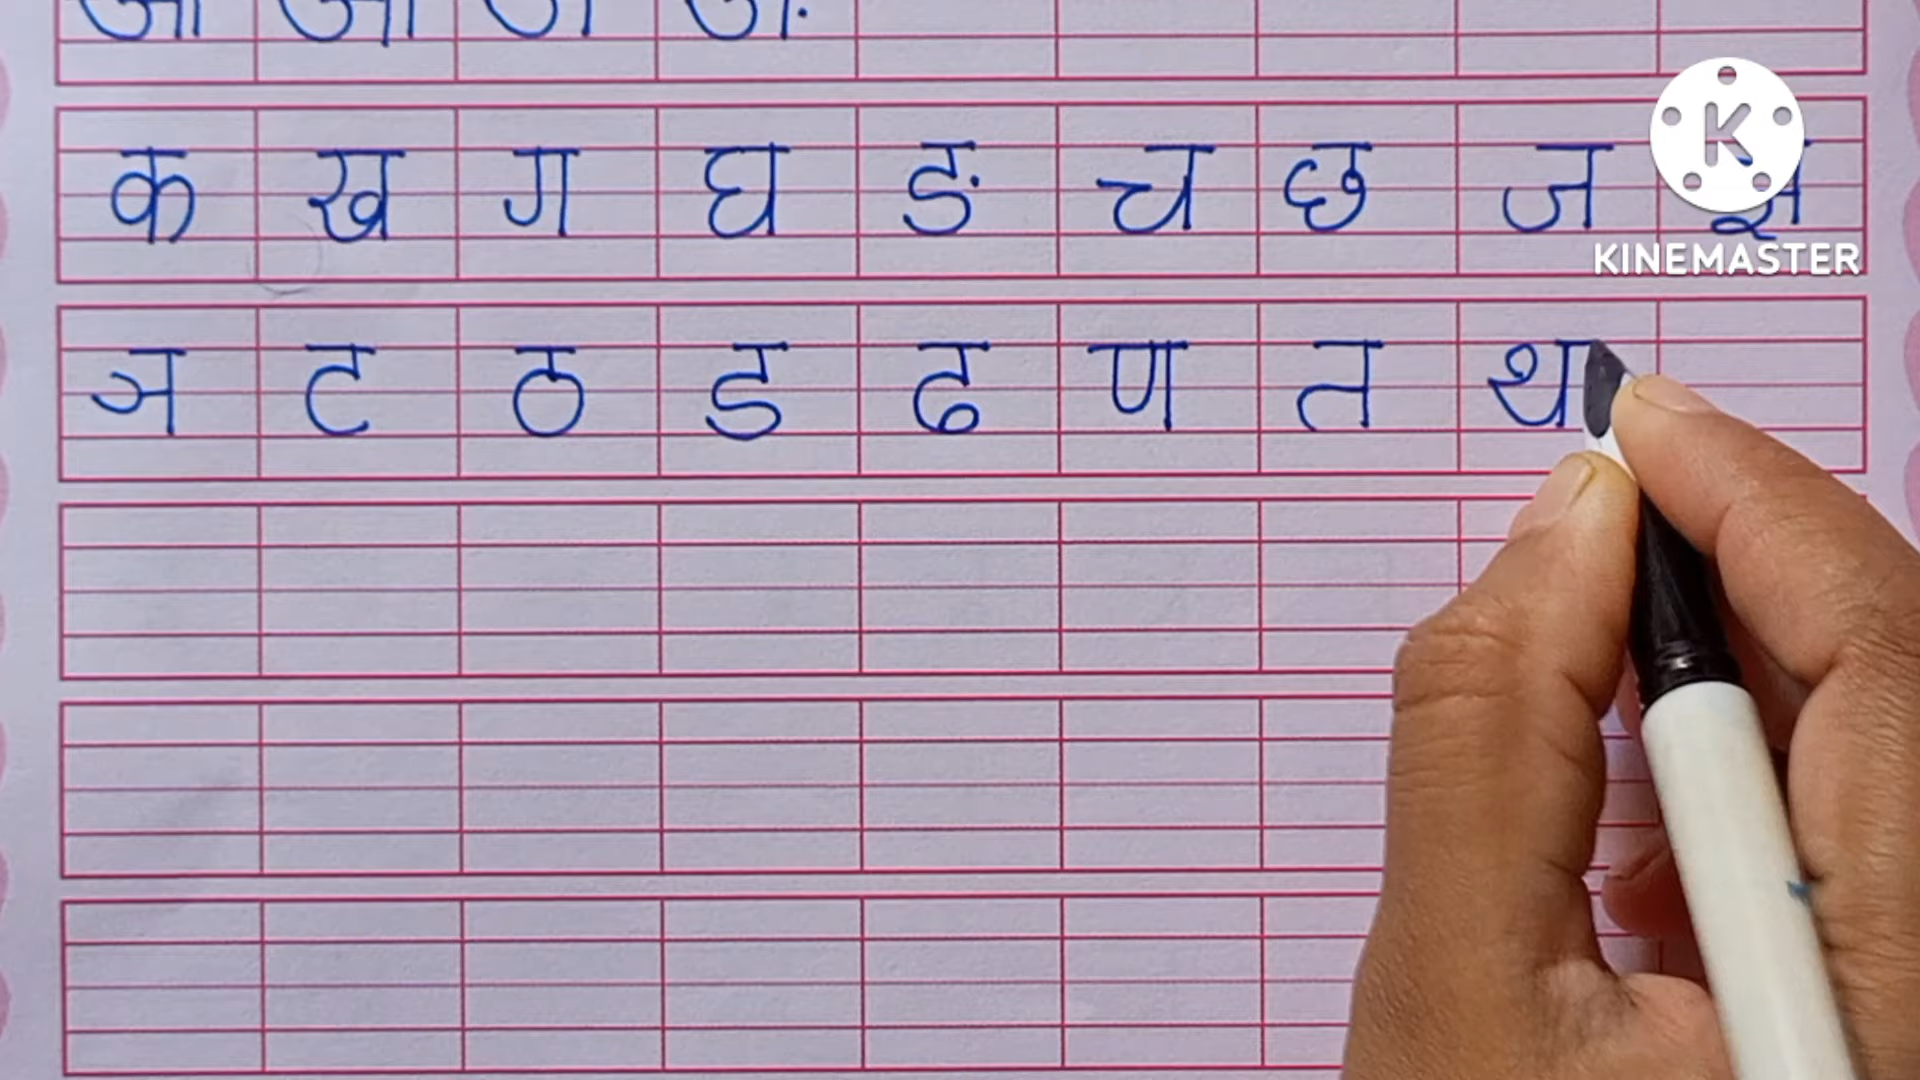 क ख ग घ ङ च छ ज झ
ञ ट ठ ड ढ ण त थ
K
KINEMASTER